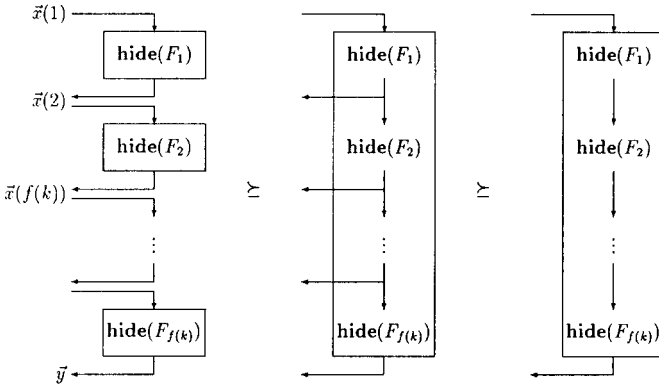 x⃗(1)
hide(F₁) hide(F₁) hide(F₁)
x⃗(2)
hide(F₂) hide(F₂) hide(F₂)
x⃗(f(k)) ⪰ ⪰
⋮ ⋮ ⋮
hide(F_{f(k)}) hide(F_{f(k)}) hide(F_{f(k)})
y⃗